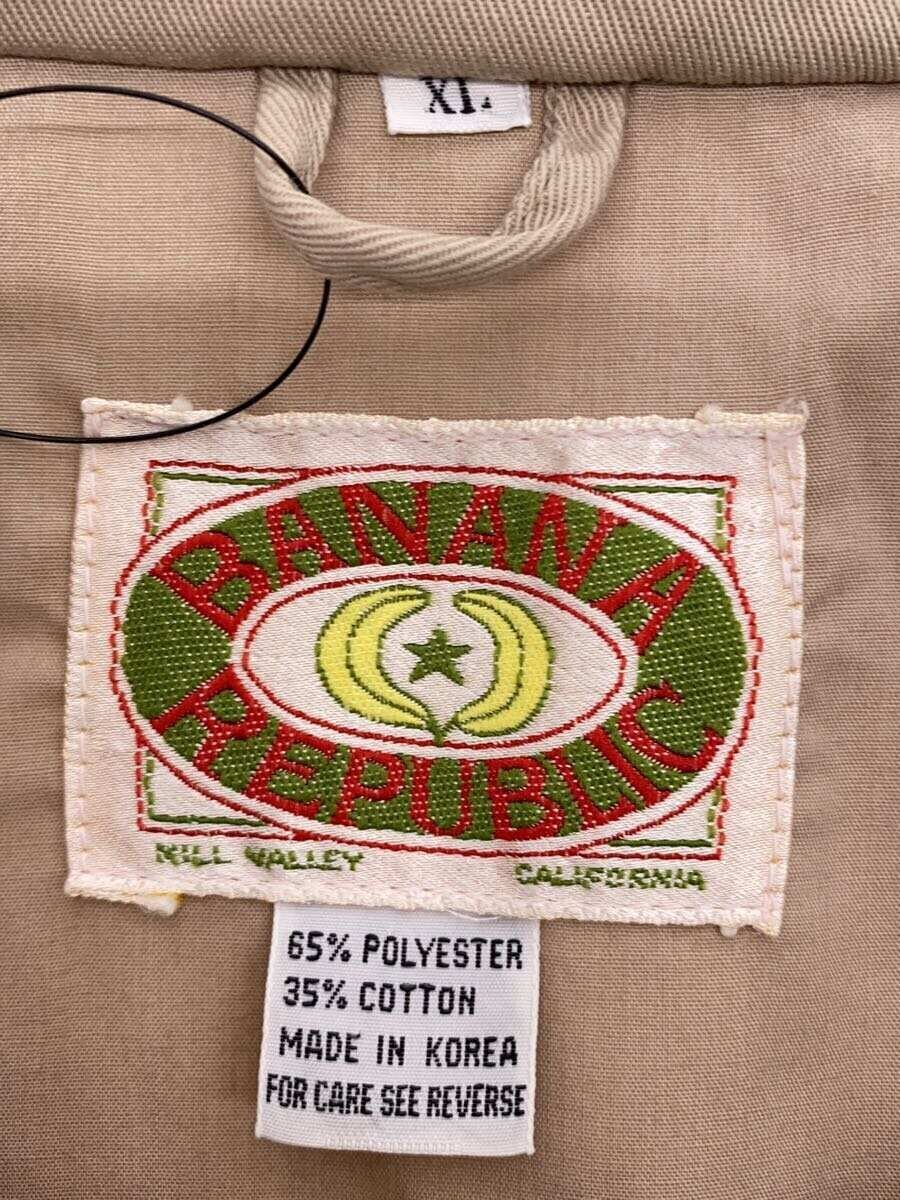 XL
BANANA
REPUBLIC
MILL VALLEY CALIFORNIA
65% POLYESTER
35% COTTON
MADE IN KOREA
FOR CARE SEE REVERSE